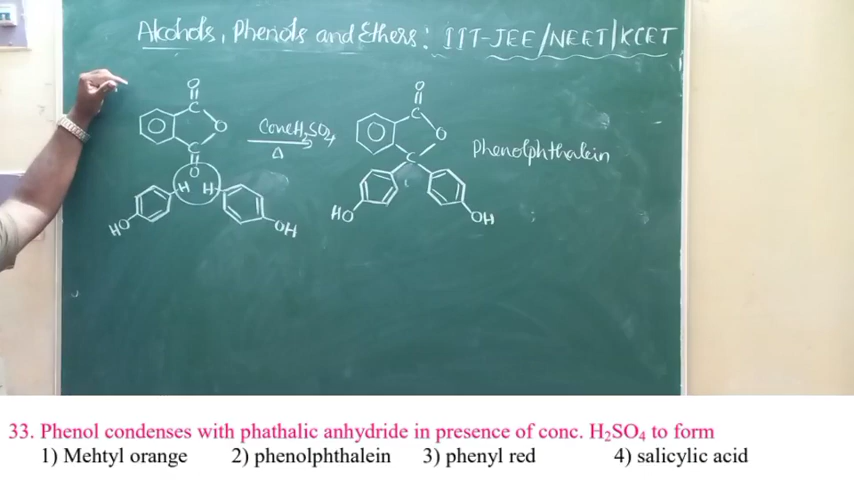 Alcohols, Phenols and Ethers: IIT-JEE/NEET/KCET
O
||
C
O
C
||
O
H H
HO
OH
Conc H2SO4
Δ
O
||
C
O
C
HO
OH
Phenolphthalein
33. Phenol condenses with phathalic anhydride in presence of conc. H₂SO₄ to form
1) Mehtyl orange 2) phenolphthalein 3) phenyl red 4) salicylic acid